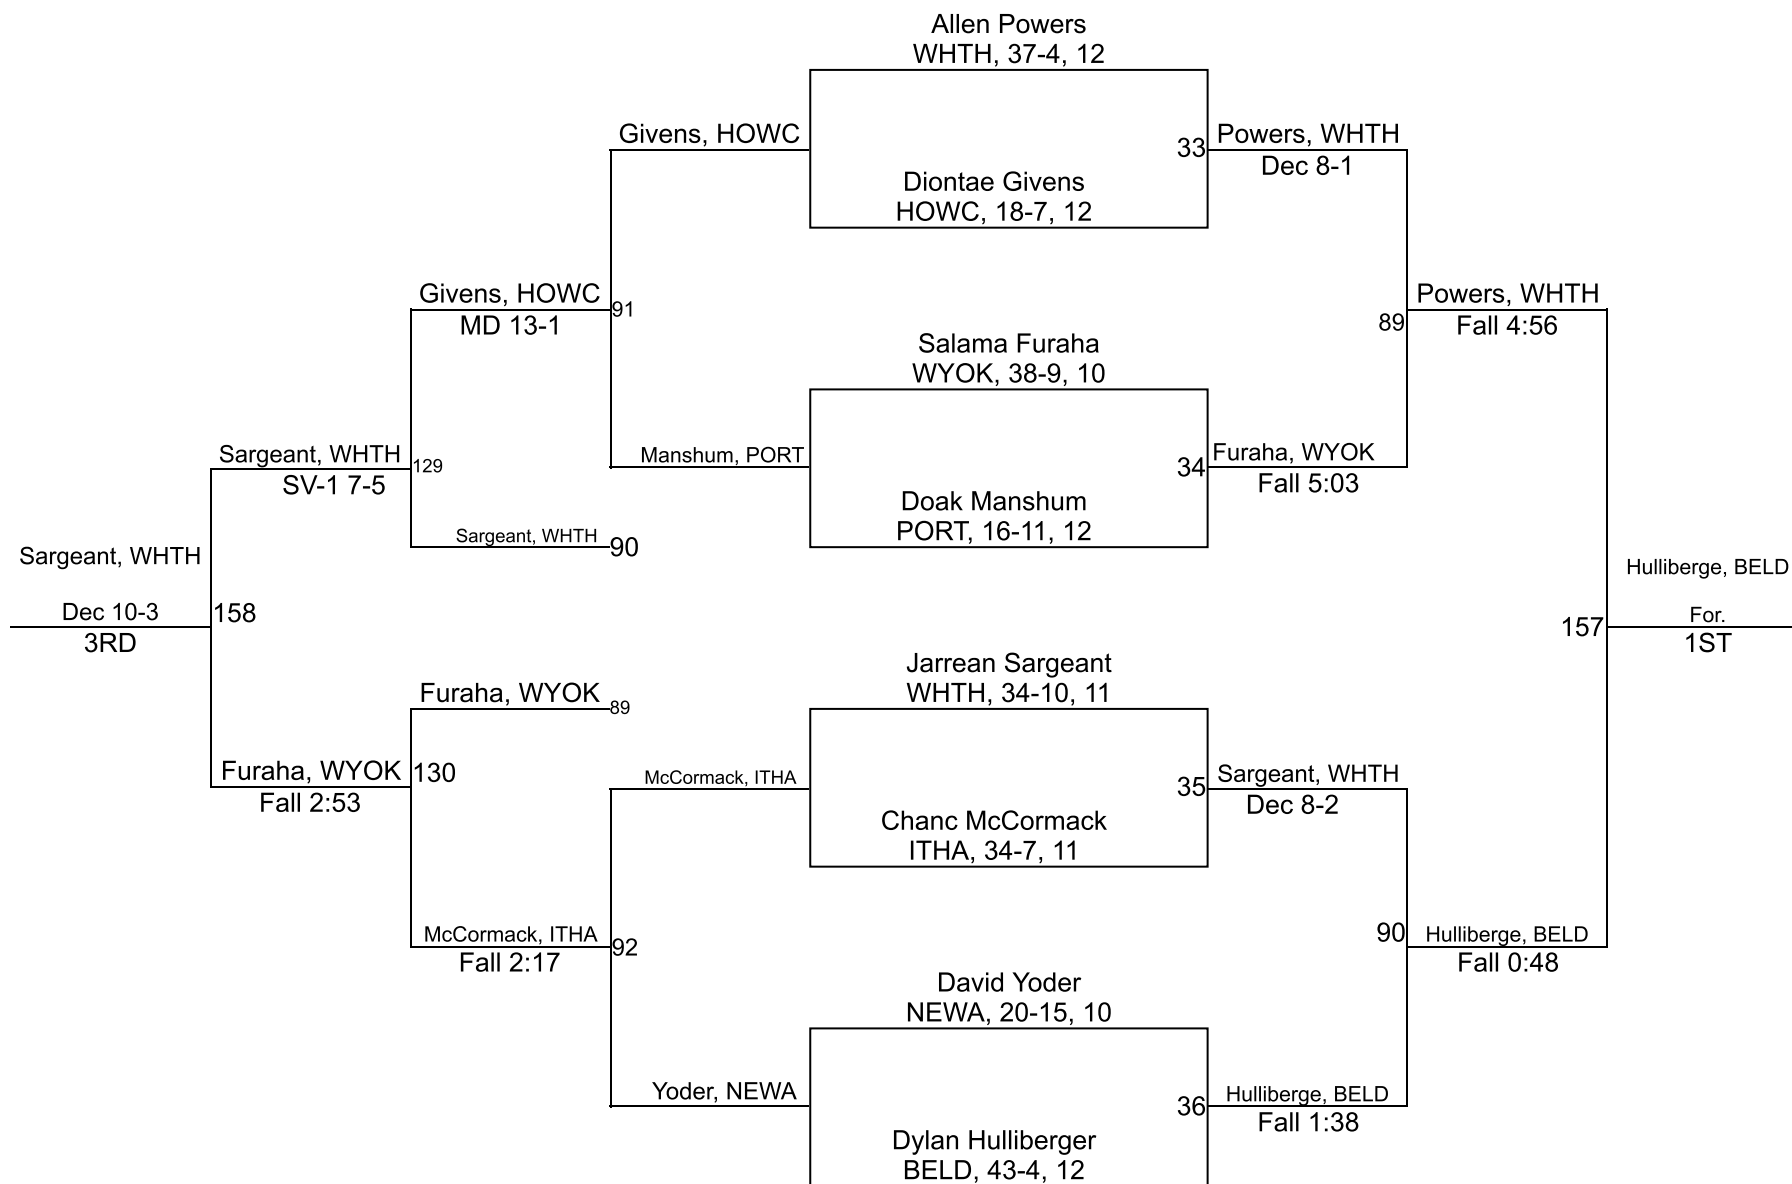 Allen Powers
WHTH, 37-4, 12
Givens, HOWC
33
Powers, WHTH
Dec 8-1
Diontae Givens
HOWC, 18-7, 12
Givens, HOWC
MD 13-1
91
Powers, WHTH
Fall 4:56
89
Salama Furaha
WYOK, 38-9, 10
Sargeant, WHTH
SV-1 7-5
129
Manshum, PORT
34
Furaha, WYOK
Fall 5:03
Doak Manshum
PORT, 16-11, 12
Sargeant, WHTH
90
Sargeant, WHTH
Dec 10-3
3RD
158
Hulliberge, BELD
For.
1ST
157
Jarrean Sargeant
WHTH, 34-10, 11
Furaha, WYOK
89
Furaha, WYOK
Fall 2:53
130
McCormack, ITHA
35
Sargeant, WHTH
Dec 8-2
Chanc McCormack
ITHA, 34-7, 11
McCormack, ITHA
Fall 2:17
92
90
Hulliberge, BELD
Fall 0:48
David Yoder
NEWA, 20-15, 10
Yoder, NEWA
36
Hulliberge, BELD
Fall 1:38
Dylan Hulliberger
BELD, 43-4, 12